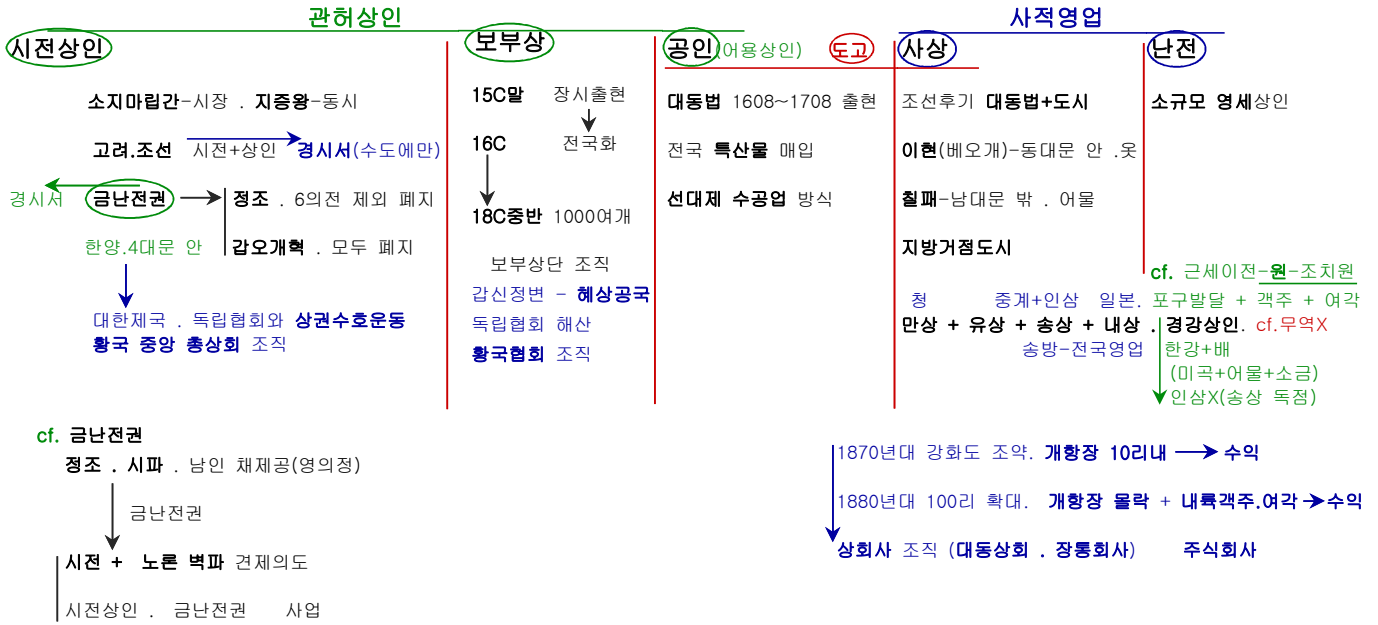 관허상인
사적영업
시전상인
소지마립간-시장 . 지증왕-동시
고려.조선 시전+상인 경시서(수도에만)
경시서 금난전권 정조 . 6의전 제외 폐지
한양.4대문 안 갑오개혁 . 모두 폐지
대한제국 . 독립협회와 상권수호운동
황국 중앙 총상회 조직
보부상
15C말 장시출현
16C 전국화
18C중반 1000여개
보부상단 조직
갑신정변 - 혜상공국
독립협회 해산
황국협회 조직
공인(어용상인) 도고
대동법 1608~1708 출현
전국 특산물 매입
선대제 수공업 방식
사상
조선후기 대동법+도시
이현(베오개)-동대문 안 .옷
칠패-남대문 밖 . 어물
지방거점도시
청 중계+인삼 일본.
만상 + 유상 + 송상 + 내상 . 경강상인. cf.무역X
송방-전국영업
난전
소규모 영세상인
cf. 근세이전-원-조치원
포구발달 + 객주 + 여각
한강+배
(미곡+어물+소금)
인삼X(송상 독점)
cf. 금난전권
정조 . 시파 . 남인 채제공(영의정)
금난전권
시전 + 노론 벽파 견제의도
시전상인 . 금난전권 사업
1870년대 강화도 조약. 개항장 10리내 수익
1880년대 100리 확대. 개항장 몰락 + 내륙객주.여각 수익
상회사 조직 (대동상회 . 장통회사) 주식회사